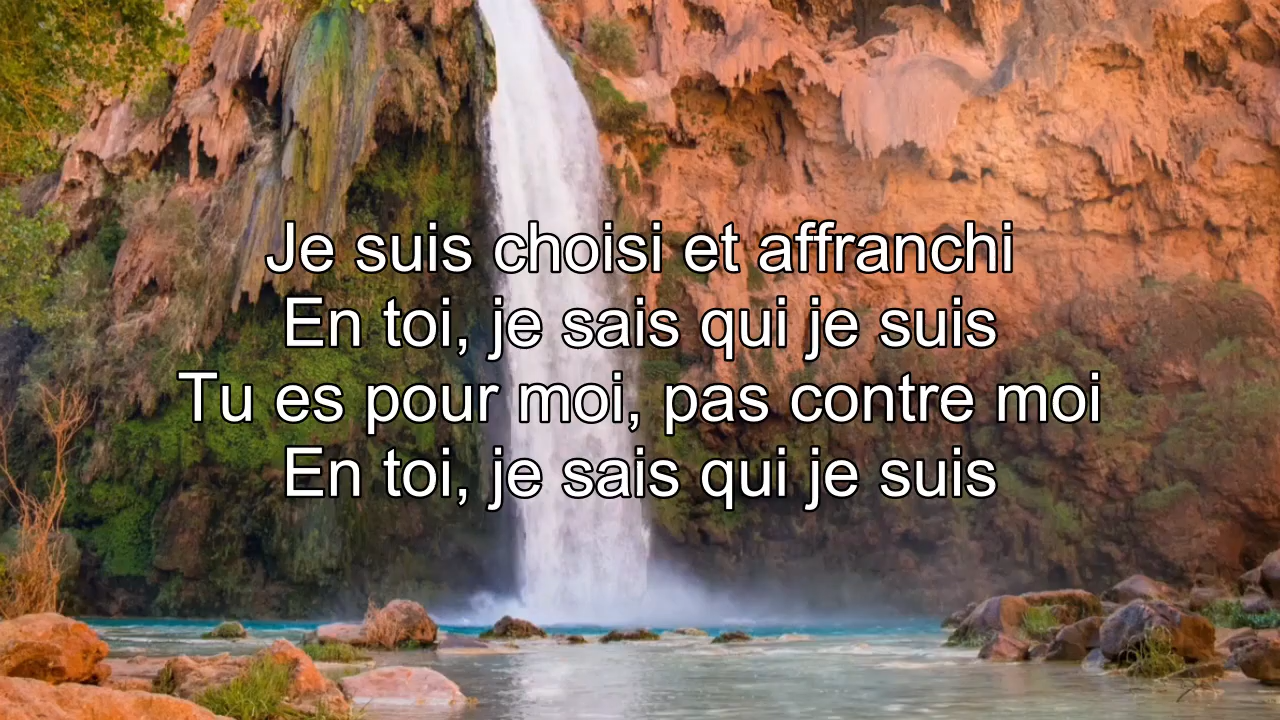 Je suis choisi et affranchi
En toi, je sais qui je suis
Tu es pour moi, pas contre moi
En toi, je sais qui je suis